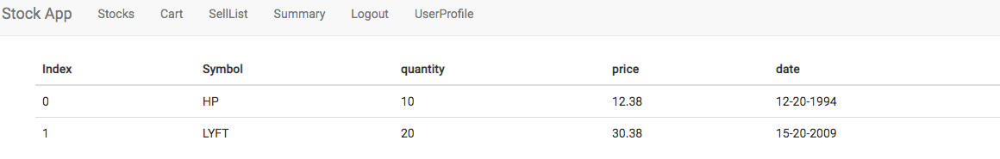 Stock App Stocks Cart SellList Summary Logout UserProfile
Index Symbol quantity price date
0 HP 10 12.38 12-20-1994
1 LYFT 20 30.38 15-20-2009